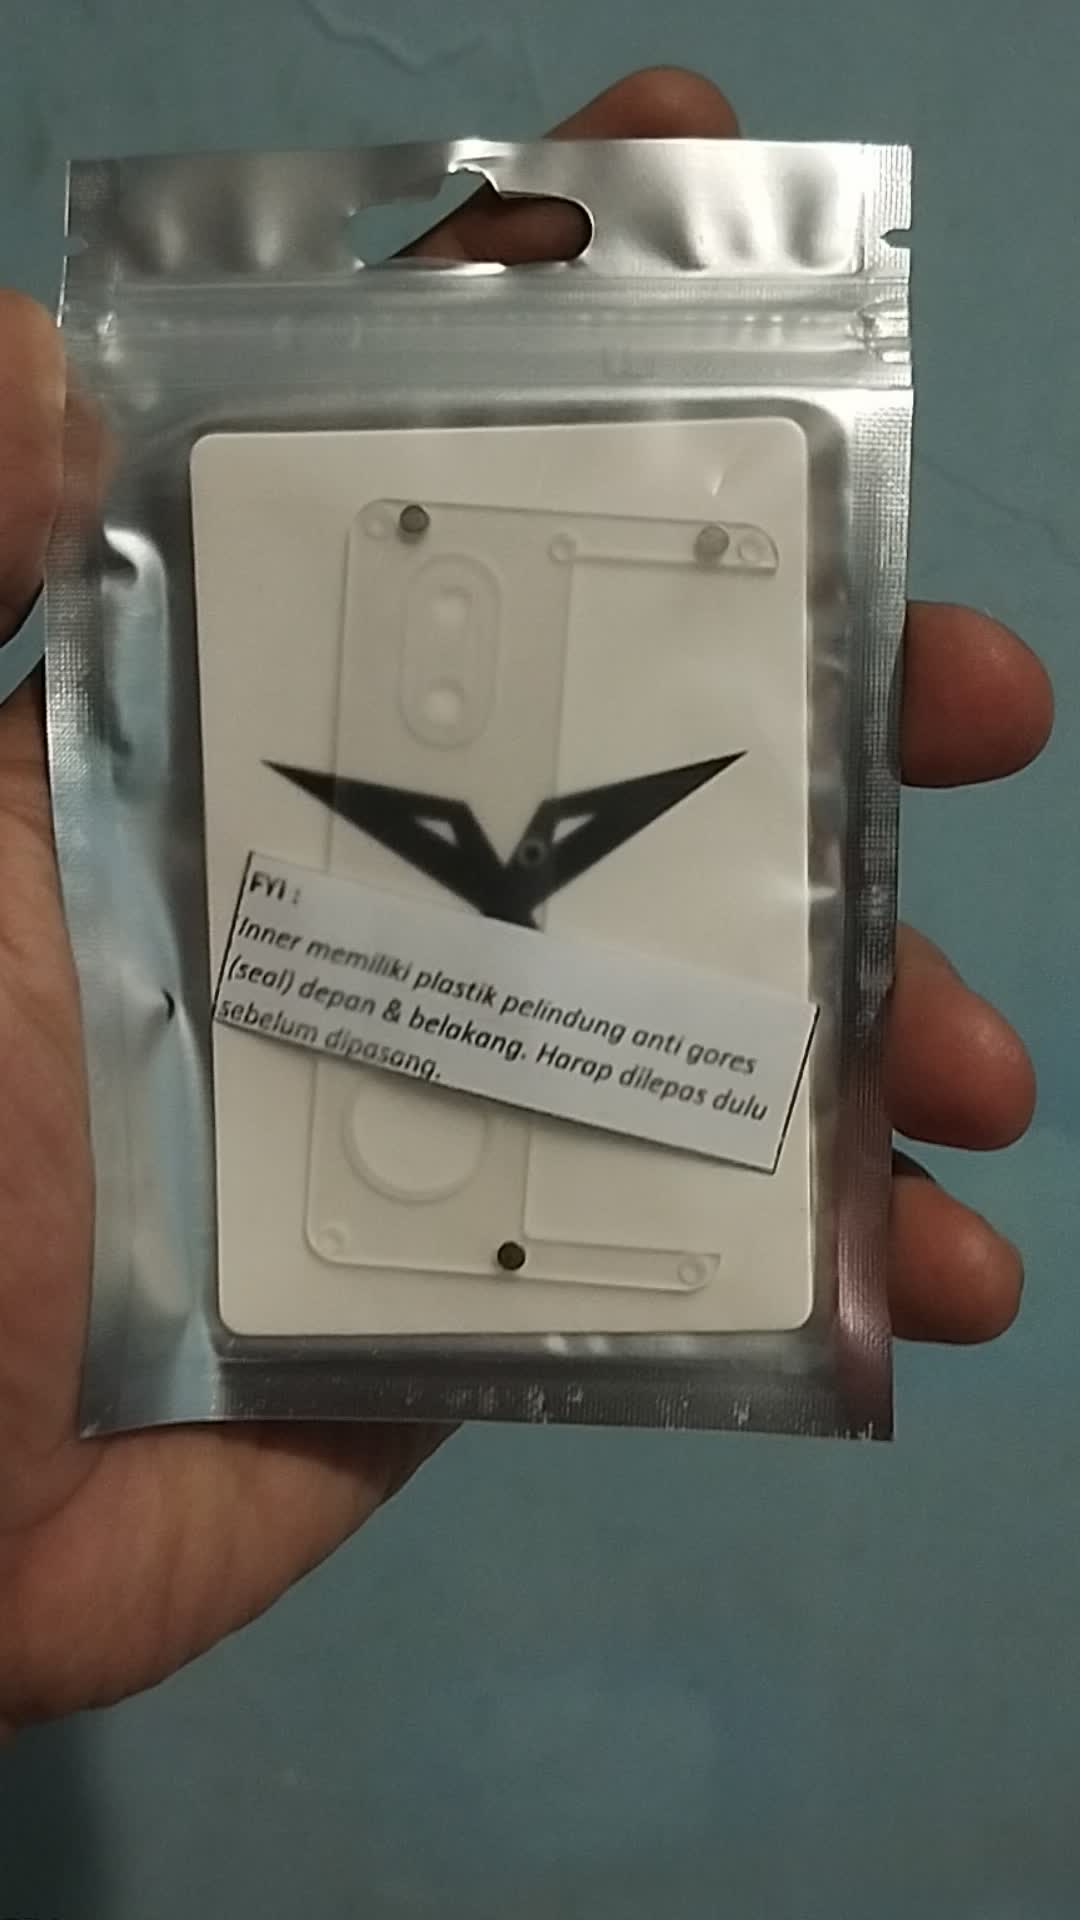 FYI :
Inner memiliki plastik pelindung anti gores
(seal) depan & belakang. Harap dilepas dulu
sebelum dipasang.